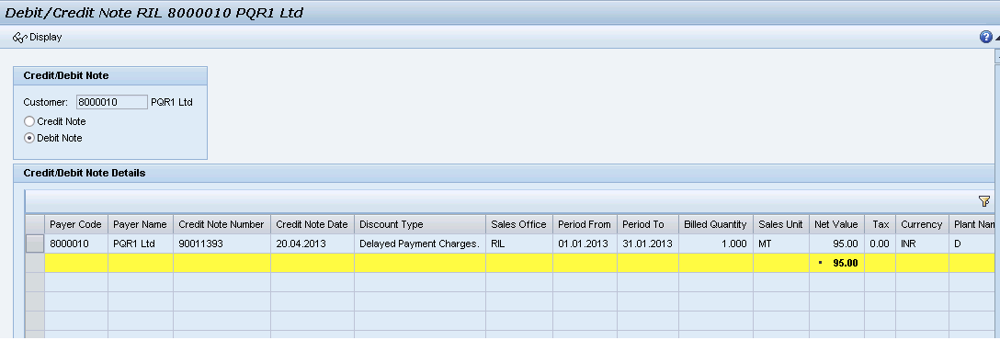 Debit/Credit Note RIL 8000010 PQR1 Ltd
Display
Credit/Debit Note
Customer: 8000010 PQR1 Ltd
Credit Note
Debit Note
Credit/Debit Note Details
Payer Code Payer Name Credit Note Number Credit Note Date Discount Type Sales Office Period From Period To Billed Quantity Sales Unit Net Value Tax Currency Plant Nam
8000010 PQR1 Ltd 90011393 20.04.2013 Delayed Payment Charges. RIL 01.01.2013 31.01.2013 1.000 MT 95.00 0.00 INR D
95.00